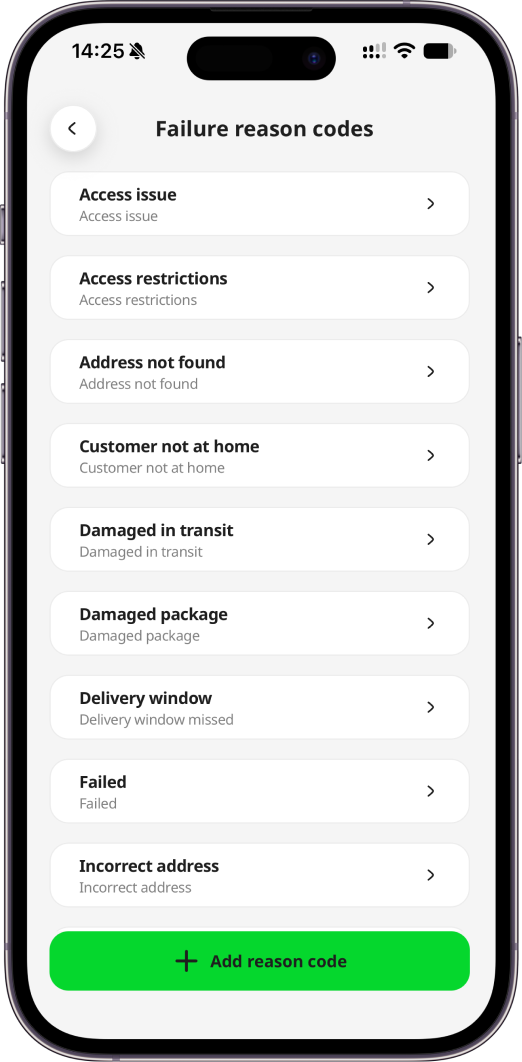 14:25
Failure reason codes
Access issue
Access issue
Access restrictions
Access restrictions
Address not found
Address not found
Customer not at home
Customer not at home
Damaged in transit
Damaged in transit
Damaged package
Damaged package
Delivery window
Delivery window missed
Failed
Failed
Incorrect address
Incorrect address
Add reason code